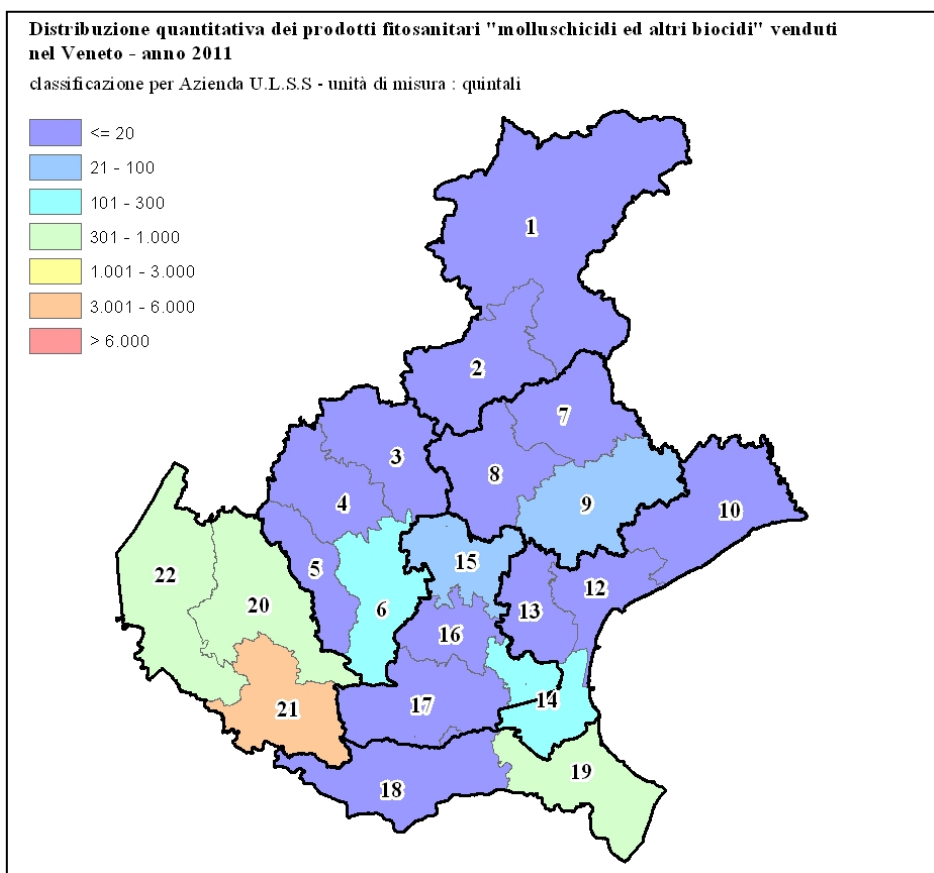 Distribuzione quantitativa dei prodotti fitosanitari "molluschicidi ed altri biocidi" venduti
nel Veneto - anno 2011
classificazione per Azienda U.L.S.S - unità di misura : quintali
<= 20
21 - 100
101 - 300
301 - 1.000
1.001 - 3.000
3.001 - 6.000
> 6.000
1
2
7
3
8
4
9
10
15
5
22
12
20
13
6
16
14
17
21
19
18